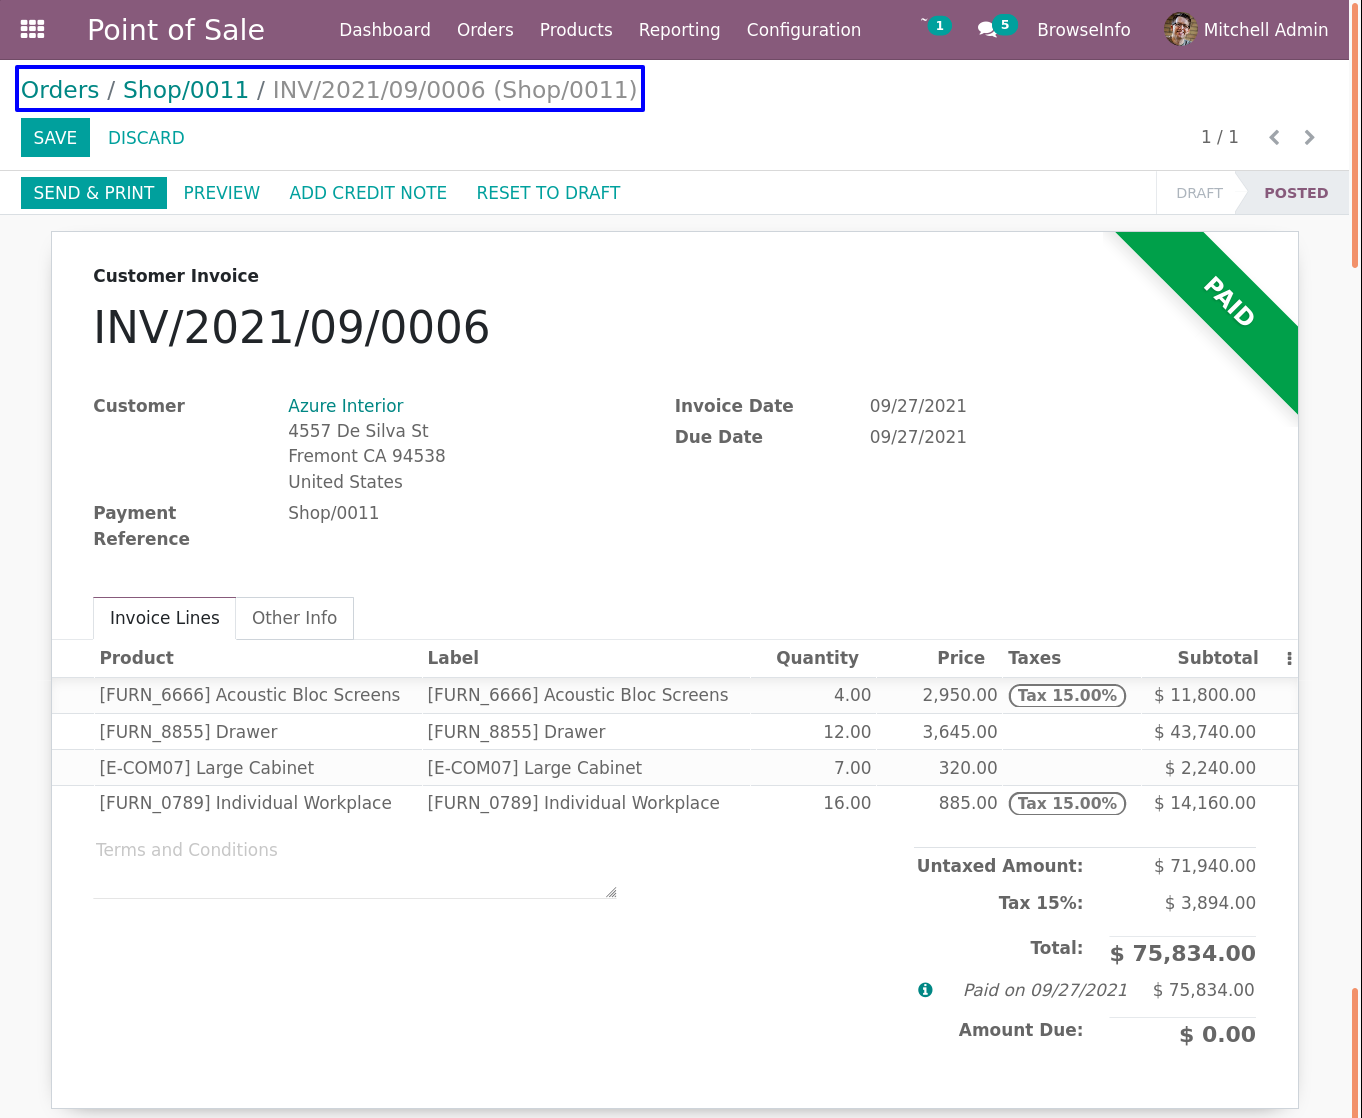 Point of Sale Dashboard Orders Products Reporting Configuration 1 5 BrowseInfo Mitchell Admin
Orders / Shop/0011 / INV/2021/09/0006 (Shop/0011)
SAVE DISCARD 1 / 1
SEND & PRINT PREVIEW ADD CREDIT NOTE RESET TO DRAFT DRAFT POSTED
Customer Invoice
PAID
INV/2021/09/0006
Customer Azure Interior Invoice Date 09/27/2021
4557 De Silva St Due Date 09/27/2021
Fremont CA 94538
United States
Payment Shop/0011
Reference
Invoice Lines Other Info
Product Label Quantity Price Taxes Subtotal
[FURN_6666] Acoustic Bloc Screens [FURN_6666] Acoustic Bloc Screens 4.00 2,950.00 Tax 15.00% $ 11,800.00
[FURN_8855] Drawer [FURN_8855] Drawer 12.00 3,645.00 $ 43,740.00
[E-COM07] Large Cabinet [E-COM07] Large Cabinet 7.00 320.00 $ 2,240.00
[FURN_0789] Individual Workplace [FURN_0789] Individual Workplace 16.00 885.00 Tax 15.00% $ 14,160.00
Terms and Conditions
Untaxed Amount: $ 71,940.00
Tax 15%: $ 3,894.00
Total: $ 75,834.00
Paid on 09/27/2021 $ 75,834.00
Amount Due: $ 0.00